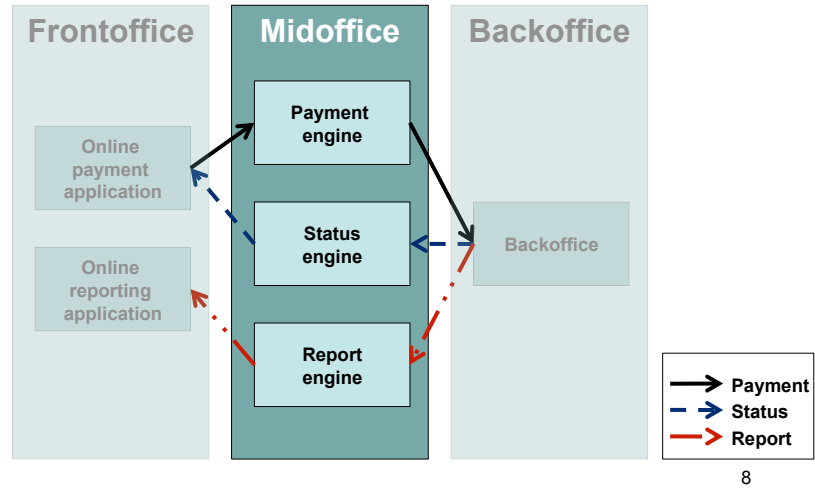 Frontoffice
Midoffice
Backoffice
Online
payment
application
Online
reporting
application
Payment
engine
Status
engine
Report
engine
Backoffice
Payment
Status
Report
8